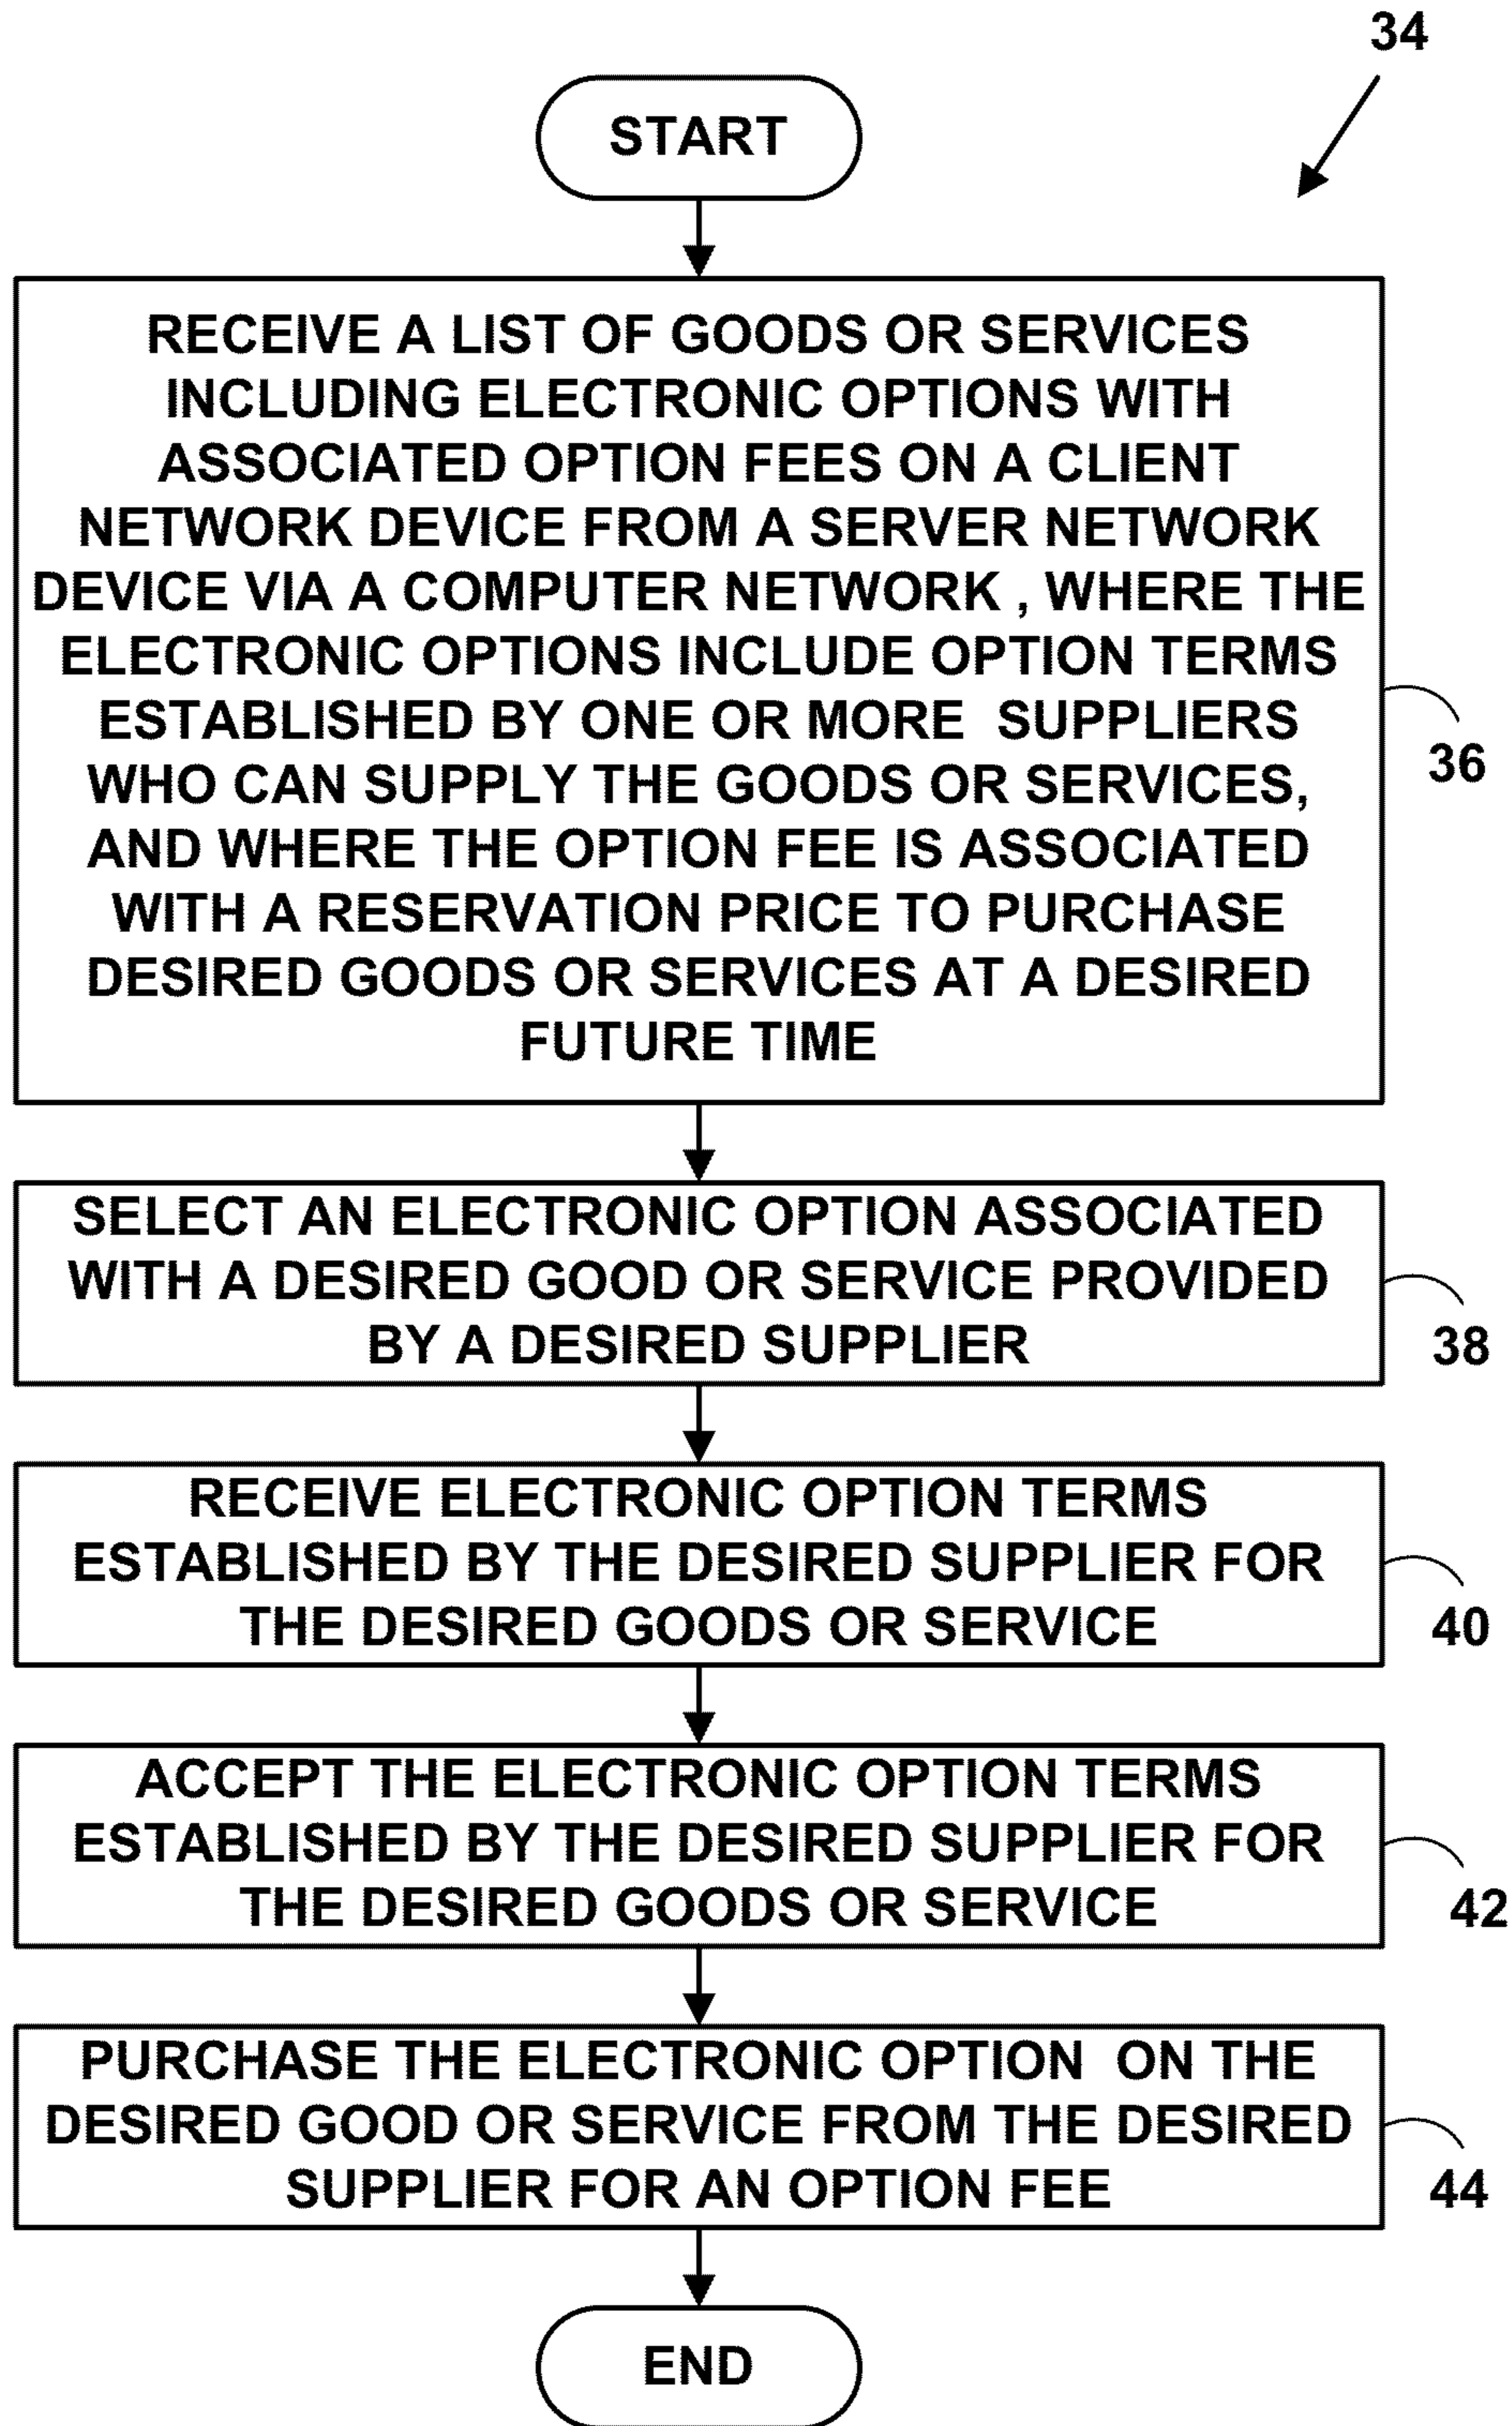 34
START
RECEIVE A LIST OF GOODS OR SERVICES
INCLUDING ELECTRONIC OPTIONS WITH
ASSOCIATED OPTION FEES ON A CLIENT
NETWORK DEVICE FROM A SERVER NETWORK
DEVICE VIA A COMPUTER NETWORK , WHERE THE
ELECTRONIC OPTIONS INCLUDE OPTION TERMS
ESTABLISHED BY ONE OR MORE SUPPLIERS
WHO CAN SUPPLY THE GOODS OR SERVICES,
AND WHERE THE OPTION FEE IS ASSOCIATED
WITH A RESERVATION PRICE TO PURCHASE
DESIRED GOODS OR SERVICES AT A DESIRED
FUTURE TIME
36
SELECT AN ELECTRONIC OPTION ASSOCIATED
WITH A DESIRED GOOD OR SERVICE PROVIDED
BY A DESIRED SUPPLIER
38
RECEIVE ELECTRONIC OPTION TERMS
ESTABLISHED BY THE DESIRED SUPPLIER FOR
THE DESIRED GOODS OR SERVICE
40
ACCEPT THE ELECTRONIC OPTION TERMS
ESTABLISHED BY THE DESIRED SUPPLIER FOR
THE DESIRED GOODS OR SERVICE
42
PURCHASE THE ELECTRONIC OPTION ON THE
DESIRED GOOD OR SERVICE FROM THE DESIRED
SUPPLIER FOR AN OPTION FEE
44
END